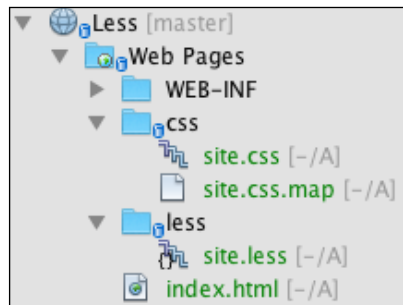 Less [master]
Web Pages
WEB-INF
css
site.css [-/A]
site.css.map [-/A]
less
site.less [-/A]
index.html [-/A]